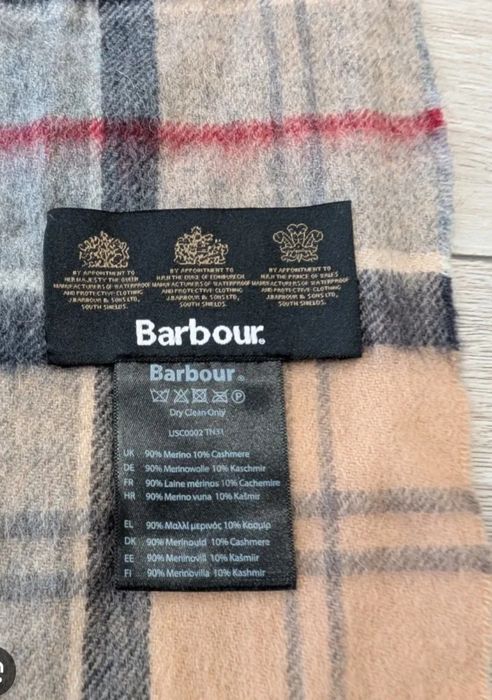 BY APPOINTMENT TO
HER MAJESTY THE QUEEN
MANUFACTURERS OF WATERPROOF
AND PROTECTIVE CLOTHING
J.BARBOUR & SONS LTD,
SOUTH SHIELDS.
BY APPOINTMENT TO
H.R.H THE DUKE OF EDINBURGH
MANUFACTURERS OF WATERPROOF
AND PROTECTIVE CLOTHING
J.BARBOUR & SONS LTD,
SOUTH SHIELDS.
BY APPOINTMENT TO
H.R.H THE PRINCE OF WALES
MANUFACTURERS OF WATERPROOF
AND PROTECTIVE CLOTHING
J.BARBOUR & SONS LTD,
SOUTH SHIELDS.
Barbour®
Barbour®
Dry Clean Only
USC0002 TN31
UK 90% Merino 10% Cashmere
DE 90% Merinowolle 10% Kaschmir
FR 90% Laine mérinos 10% Cachemire
HR 90% Merino vuna 10% Kašmir
EL 90% Μαλλί μερινός 10% Κασμίρ
DK 90% Merinould 10% Cashmere
EE 90% Meriinovill 10% Kašmiir
FI 90% Merinovilla 10% Kashmir